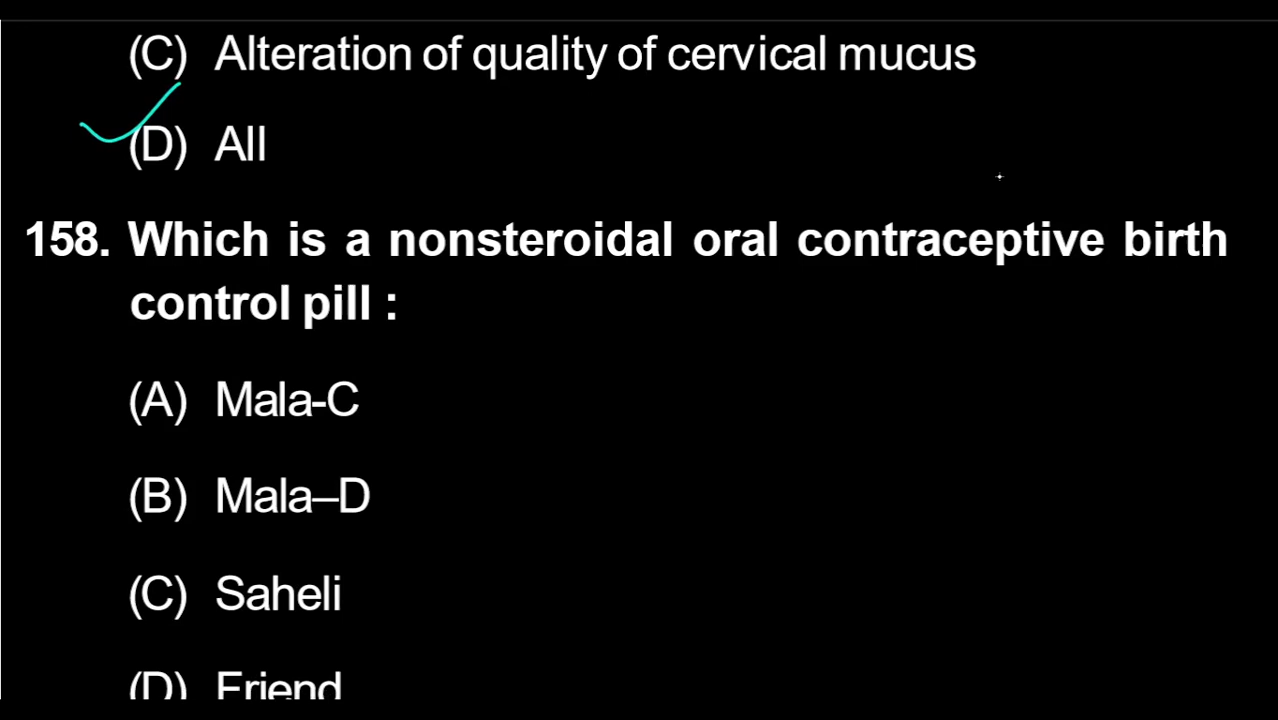 (C) Alteration of quality of cervical mucus
(D) All
158. Which is a nonsteroidal oral contraceptive birth
control pill :
(A) Mala-C
(B) Mala–D
(C) Saheli
(D) Friend